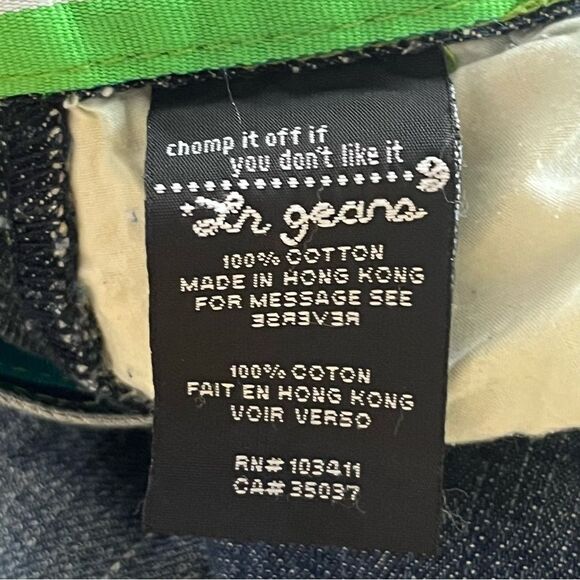 chomp it off if
you don't like it
Lr geans
100% COTTON
MADE IN HONG KONG
FOR MESSAGE SEE
REVERSE
100% COTON
FAIT EN HONG KONG
VOIR VERSO
RN# 103411
CA# 35037